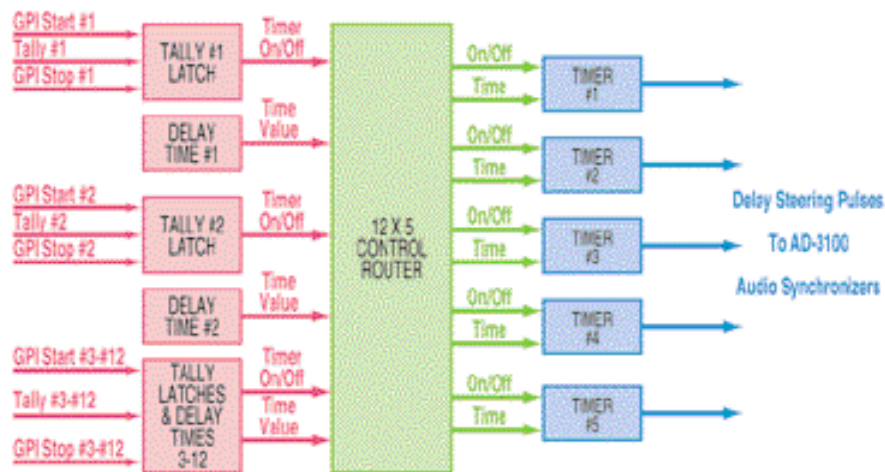 GPI Start #1
Tally #1
GPI Stop #1
TALLY #1
LATCH
Timer
On/Off
DELAY
TIME #1
Time
Value
GPI Start #2
Tally #2
GPI Stop #2
TALLY #2
LATCH
Timer
On/Off
DELAY
TIME #2
Time
Value
GPI Start #3-#12
Tally #3-#12
GPI Stop #3-#12
TALLY
LATCHES
& DELAY
TIMES
3-12
Timer
On/Off
Time
Value
12 X 5
CONTROL
ROUTER
On/Off
Time
TIMER
#1
On/Off
Time
TIMER
#2
On/Off
Time
TIMER
#3
On/Off
Time
TIMER
#4
On/Off
Time
TIMER
#5
Delay Steering Pulses
To AD-3100
Audio Synchronizers